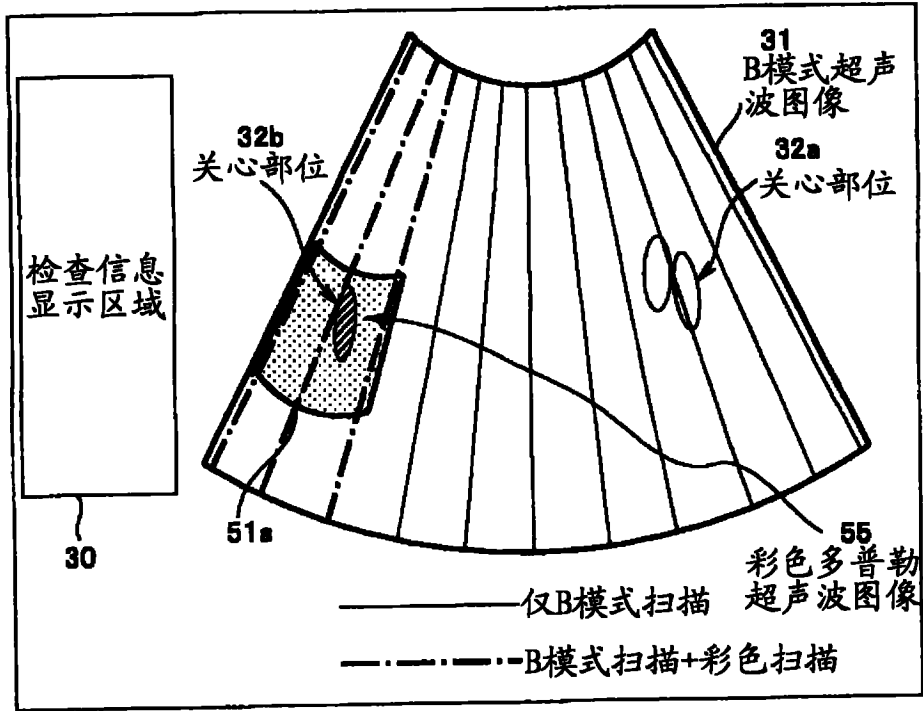 31
B模式超声
波图像
32b
关心部位
32a
关心部位
检查信息
显示区域
30
51a
55
彩色多普勒
超声波图像
仅B模式扫描
B模式扫描+彩色扫描